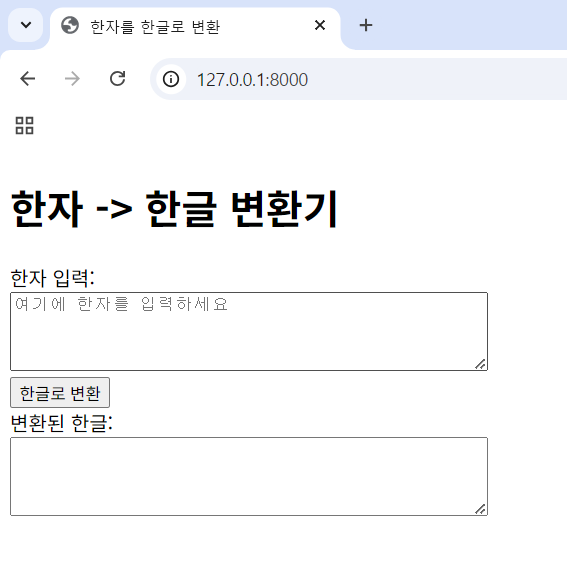 한자를 한글로 변환
127.0.0.1:8000
한자 -> 한글 변환기
한자 입력:
여기에 한자를 입력하세요
한글로 변환
변환된 한글: